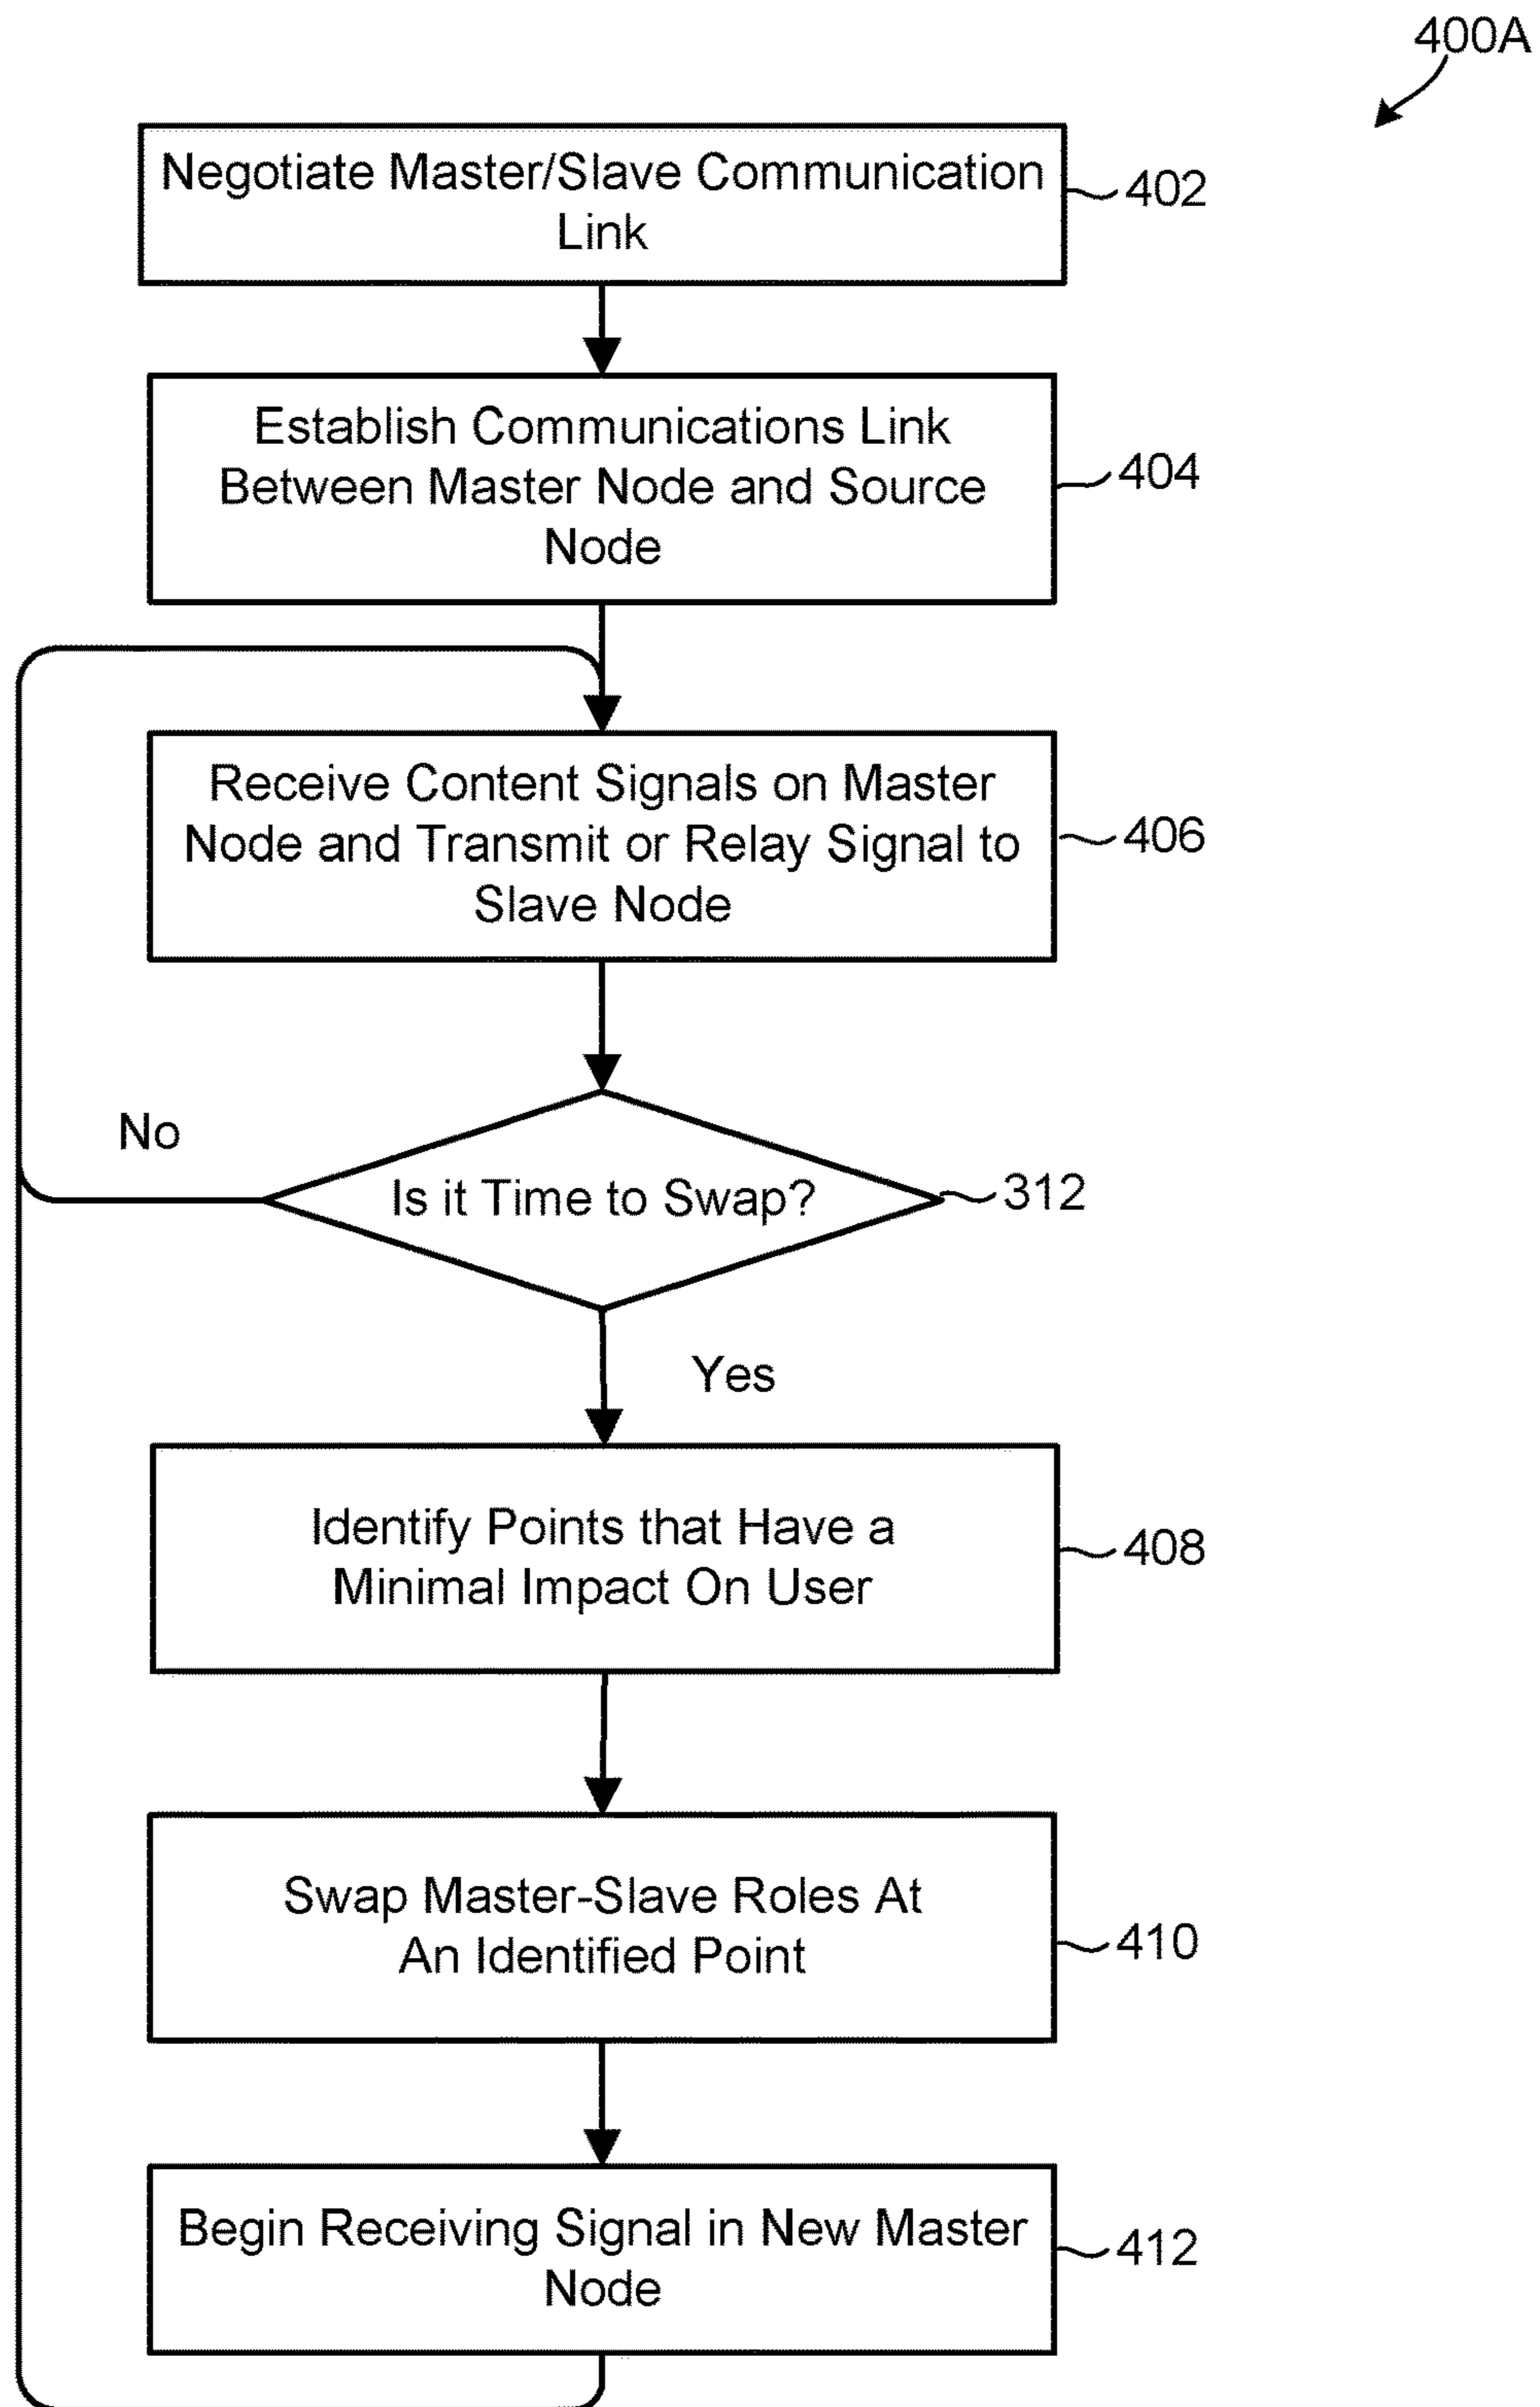 400A
Negotiate Master/Slave Communication
Link
402
Establish Communications Link
Between Master Node and Source
Node
404
Receive Content Signals on Master
Node and Transmit or Relay Signal to
Slave Node
406
No
Is it Time to Swap?
312
Yes
Identify Points that Have a
Minimal Impact On User
408
Swap Master-Slave Roles At
An Identified Point
410
Begin Receiving Signal in New Master
Node
412